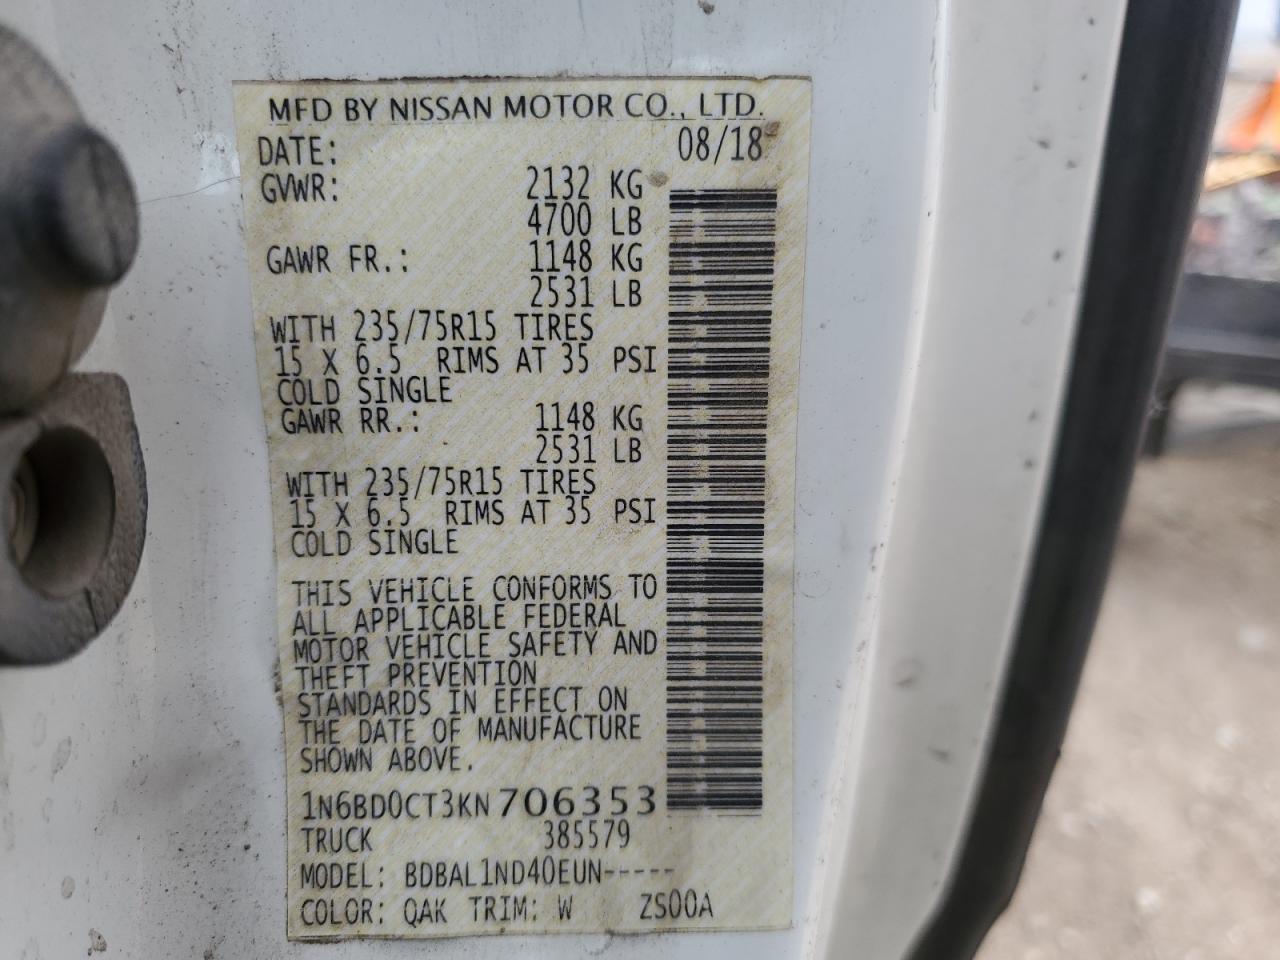 MFD BY NISSAN MOTOR CO., LTD.
DATE: 08/18
GVWR: 2132 KG
4700 LB
GAWR FR.: 1148 KG
2531 LB
WITH 235/75R15 TIRES
15 X 6.5 RIMS AT 35 PSI
COLD SINGLE
GAWR RR.: 1148 KG
2531 LB
WITH 235/75R15 TIRES
15 X 6.5 RIMS AT 35 PSI
COLD SINGLE
THIS VEHICLE CONFORMS TO
ALL APPLICABLE FEDERAL
MOTOR VEHICLE SAFETY AND
THEFT PREVENTION
STANDARDS IN EFFECT ON
THE DATE OF MANUFACTURE
SHOWN ABOVE.
1N6BD0CT3KN706353
TRUCK 385579
MODEL: BDBAL1ND40EUN-----
COLOR: QAK TRIM: W ZS00A